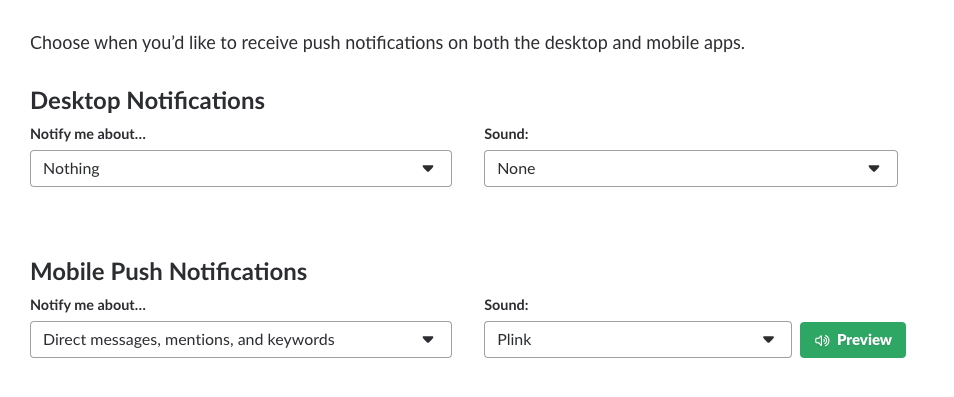 Choose when you’d like to receive push notifications on both the desktop and mobile apps.
Desktop Notifications
Notify me about... Sound:
Nothing None
Mobile Push Notifications
Notify me about... Sound:
Direct messages, mentions, and keywords Plink Preview